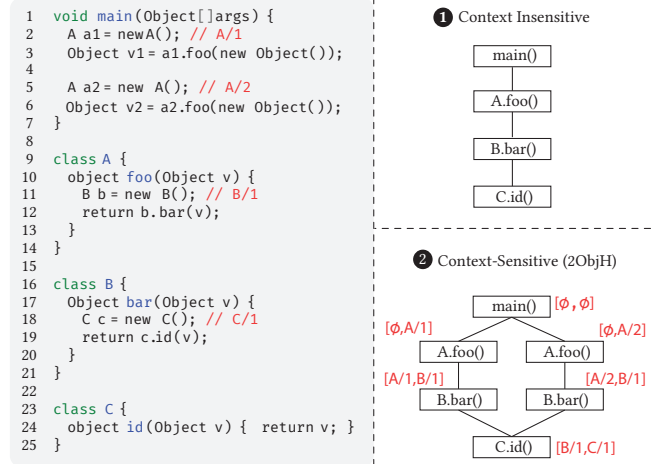 1 void main(Object[]args) {
2 A a1 = newA(); // A/1
3 Object v1 = a1.foo(new Object());
4
5 A a2 = new A(); // A/2
6 Object v2 = a2.foo(new Object());
7 }
8
9 class A {
10 object foo(Object v) {
11 B b = new B(); // B/1
12 return b.bar(v);
13 }
14 }
15
16 class B {
17 Object bar(Object v) {
18 C c = new C(); // C/1
19 return c.id(v);
20 }
21 }
22
23 class C {
24 object id(Object v) { return v; }
25 }
1 Context Insensitive
main()
A.foo()
B.bar()
C.id()
2 Context-Sensitive (2ObjH)
main() [ϕ, ϕ]
[ϕ,A/1] [ϕ,A/2]
A.foo() A.foo()
[A/1,B/1] [A/2,B/1]
B.bar() B.bar()
C.id() [B/1,C/1]